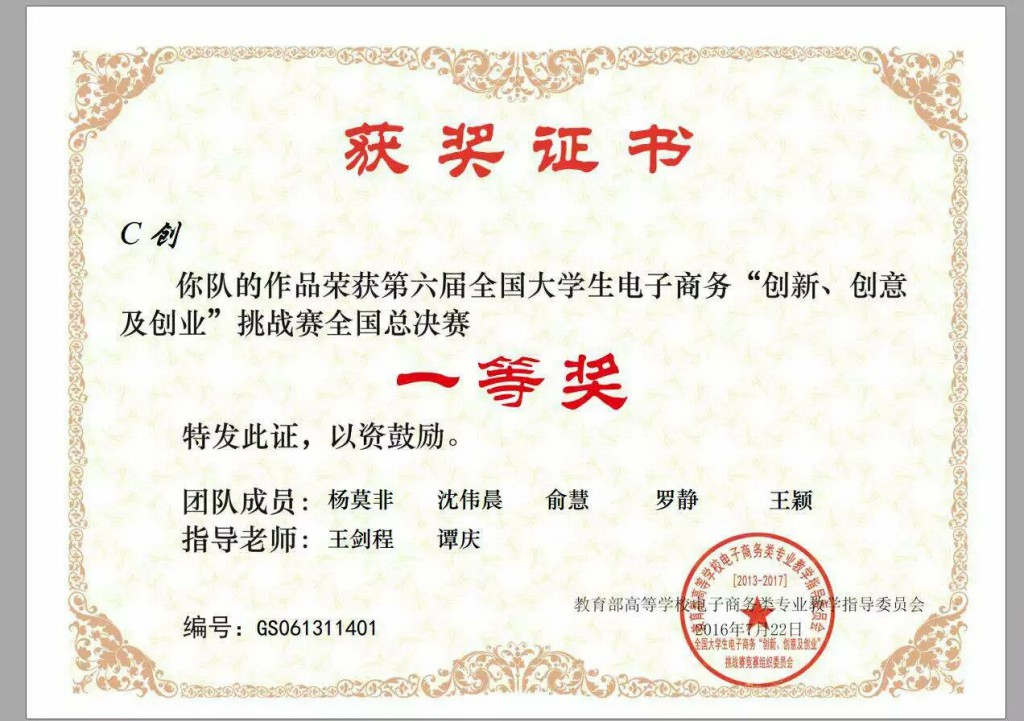 获奖证书
C 创
你队的作品荣获第六届全国大学生电子商务“创新、创意
及创业”挑战赛全国总决赛
一等奖
特发此证，以资鼓励。
团队成员：杨莫非 沈伟晨 俞慧 罗静 王颖
指导老师：王剑程 谭庆
教育部高等学校电子商务类专业教学指导委员会
[2013-2017]
教育部高等学校电子商务类专业教学指导委员会
2016年7月22日
全国大学生电子商务“创新、创意及创业”
挑战赛竞赛组织委员会
编号：GS061311401